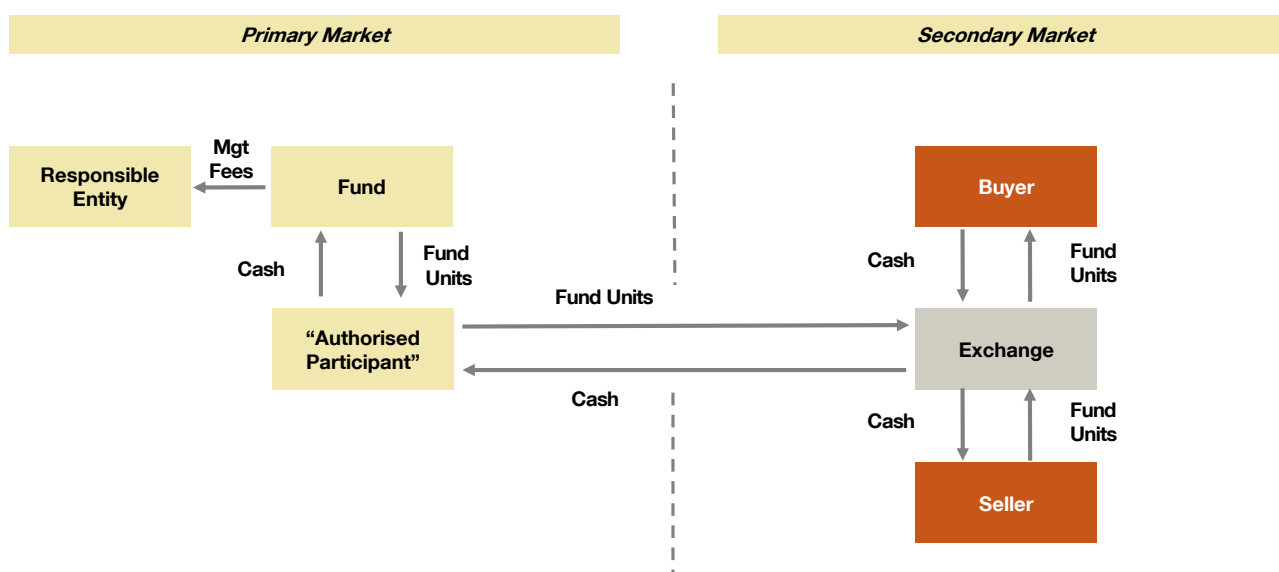 Primary Market
Secondary Market
Mgt
Fees
Responsible
Entity
Fund
Buyer
Cash
Fund
Units
Cash
Fund
Units
Fund Units
“Authorised
Participant”
Exchange
Cash
Cash
Fund
Units
Seller